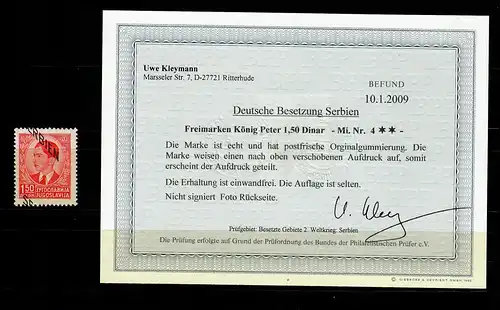 RBIEN
1.50
ЈУГОСЛАВИЈА
JUGOSLAVIJA
Uwe Kleymann
Marsseler Str. 7, D-27721 Ritterhude
BEFUND
10.1.2009
Deutsche Besetzung Serbien
Freimarken König Peter 1,50 Dinar - Mi. Nr. 4 ✶✶ -
Die Marke ist echt und hat postfrische Orginalgummierung. Die
Marke weisen einen nach oben verschobenen Aufdruck auf, somit
erscheint der Aufdruck geteilt.
Die Erhaltung ist einwandfrei. Die Auflage ist selten.
Nicht signiert Foto Rückseite.
Prüfgebiet: Besetzte Gebiete 2. Weltkrieg: Serbien
Die Prüfung erfolgte auf Grund der Prüfordnung des Bundes der Philatelistischen Prüfer e.V.